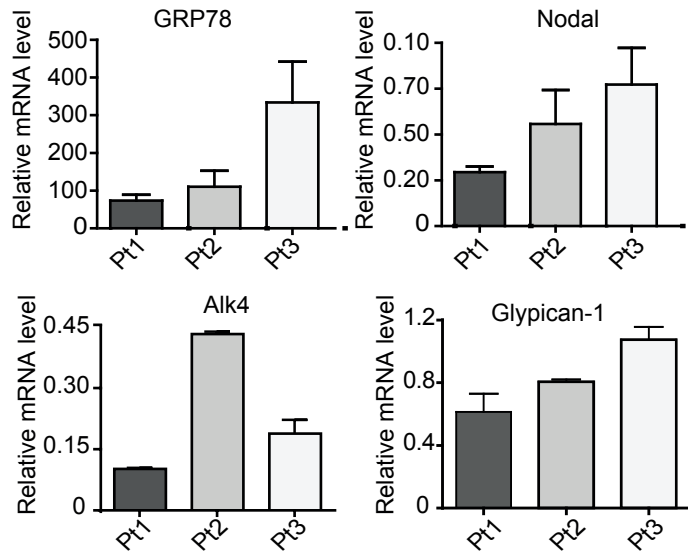 GRP78
Relative mRNA level
500
400
300
200
100
0
Pt1
Pt2
Pt3
Nodal
Relative mRNA level
0.10
0.70
0.50
0.20
0
Pt1
Pt2
Pt3
Alk4
Relative mRNA level
0.45
0.30
0.15
0
Pt1
Pt2
Pt3
Glypican-1
Relative mRNA level
1.2
0.8
0.4
0
Pt1
Pt2
Pt3